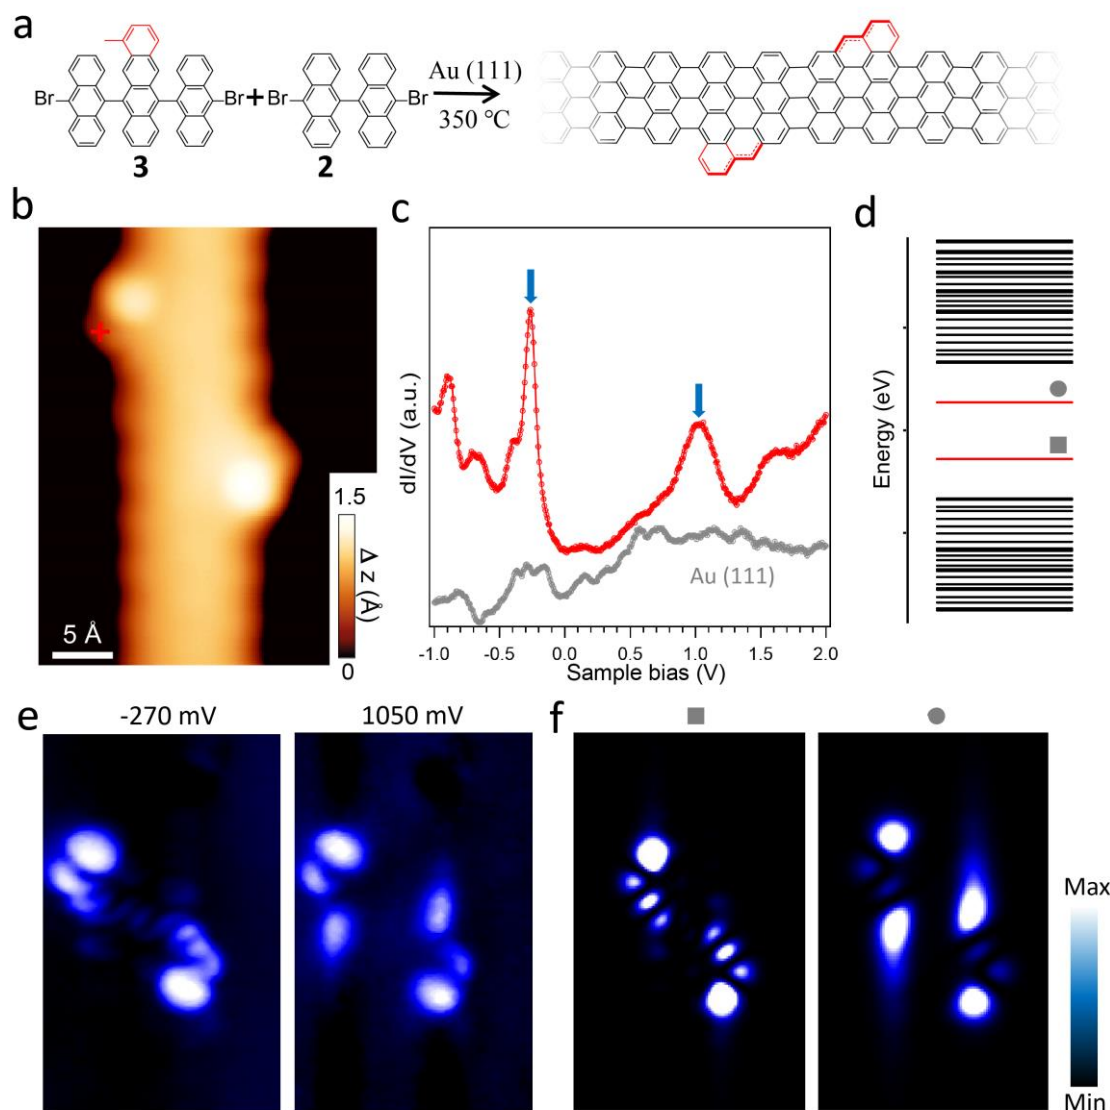 a
Br
Br
+
Br
Br
Au (111)
350 ℃
3
2
b
5 Å
1.5
Δ z (Å)
0
c
dI/dV (a.u.)
Au (111)
-1.0 -0.5 0.0 0.5 1.0 1.5 2.0
Sample bias (V)
d
Energy (eV)
e
-270 mV
1050 mV
f
Max
Min